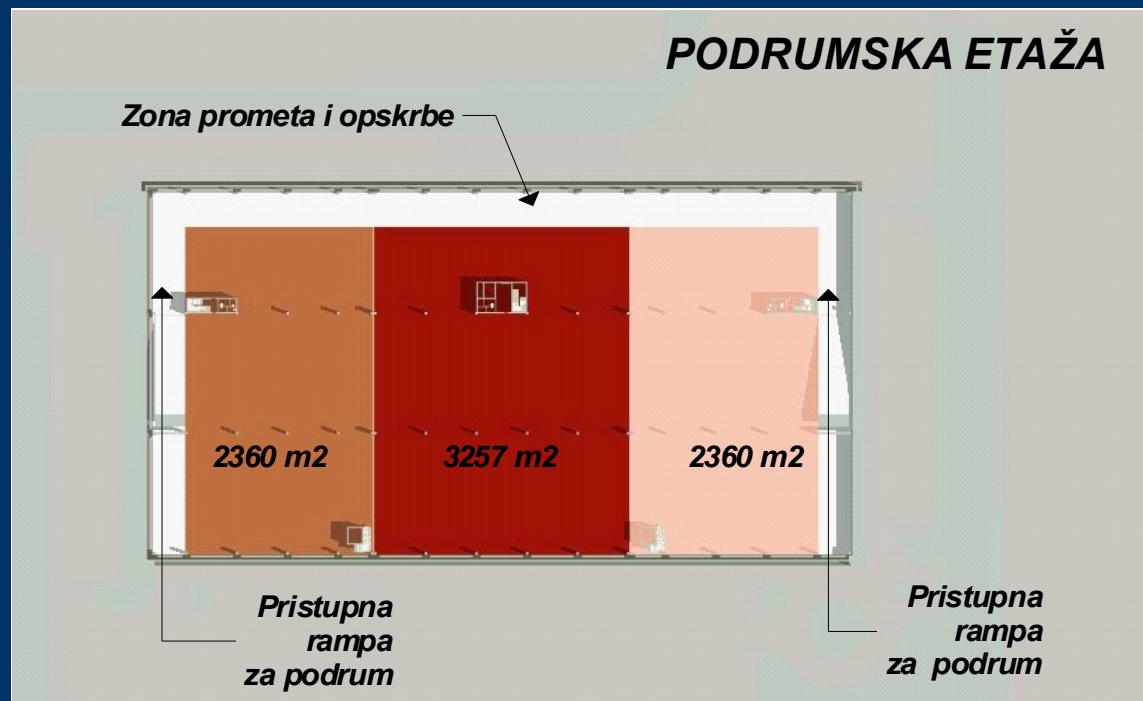 PODRUMSKA ETAŽA
Zona prometa i opskrbe
2360 m2
3257 m2
2360 m2
Pristupna
rampa
za podrum
Pristupna
rampa
za podrum